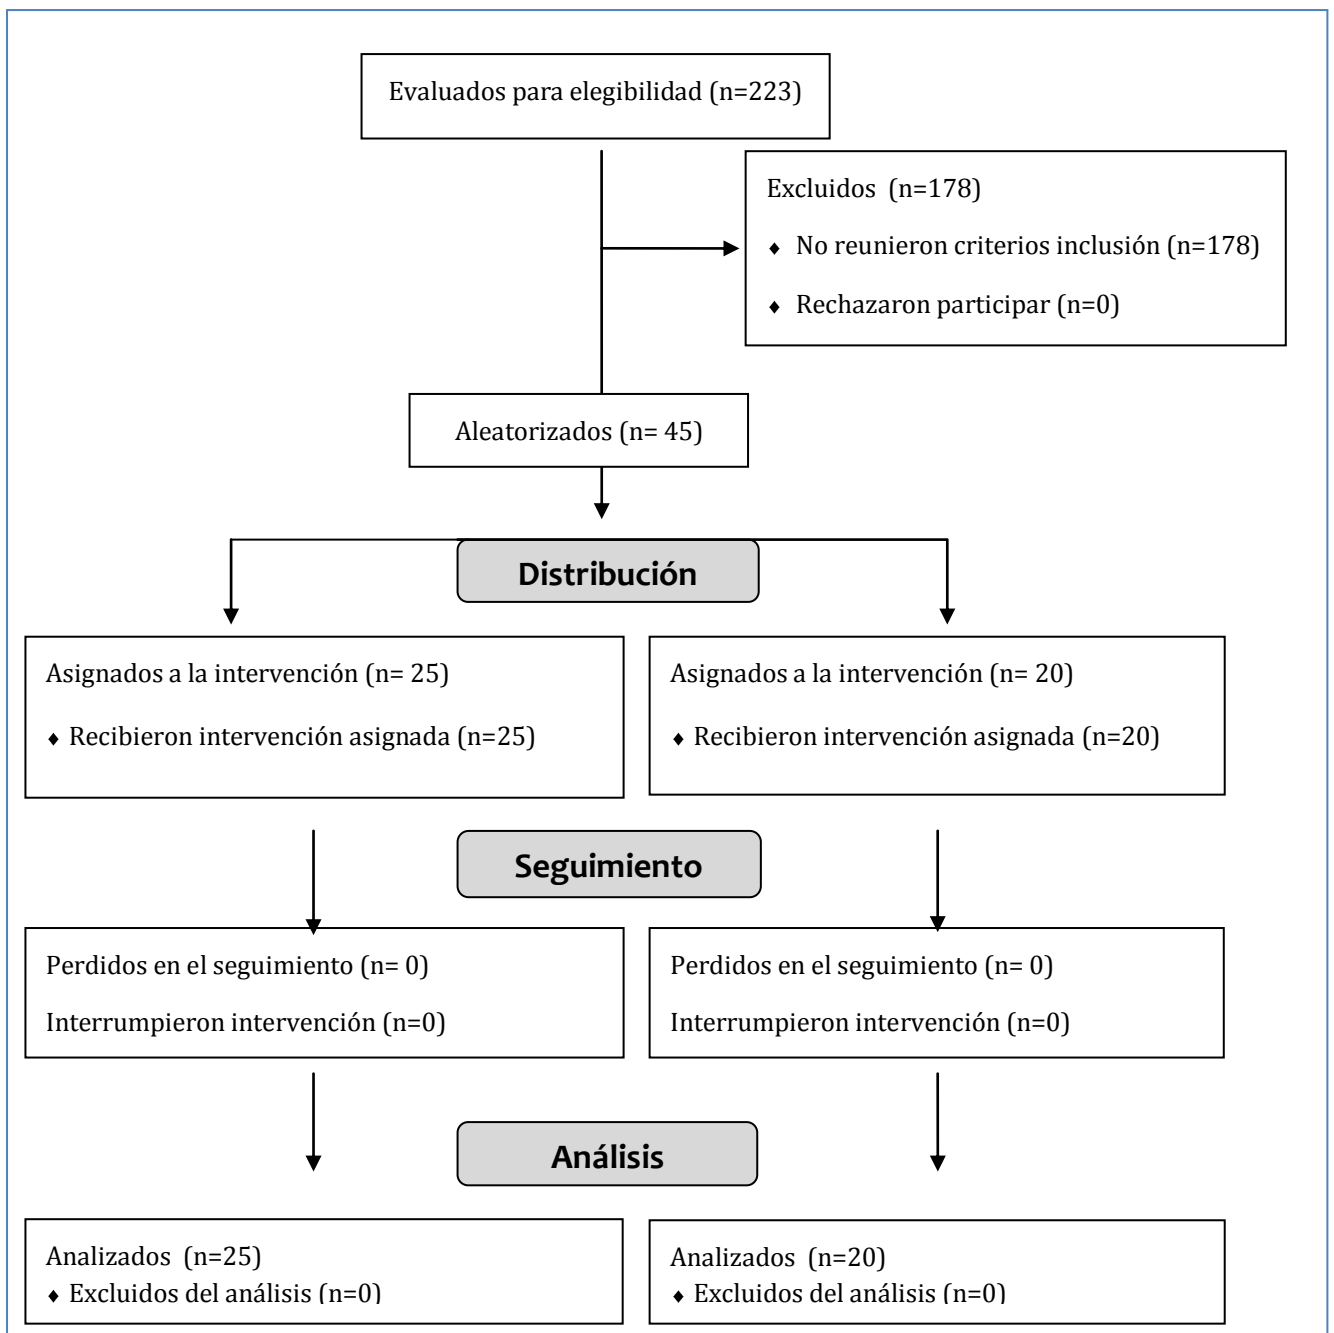 Evaluados para elegibilidad (n=223)
Excluidos (n=178)
♦ No reunieron criterios inclusión (n=178)
♦ Rechazaron participar (n=0)
Aleatorizados (n= 45)
Distribución
Asignados a la intervención (n= 25)
♦ Recibieron intervención asignada (n=25)
Asignados a la intervención (n= 20)
♦ Recibieron intervención asignada (n=20)
Seguimiento
Perdidos en el seguimiento (n= 0)
Interrumpieron intervención (n=0)
Perdidos en el seguimiento (n= 0)
Interrumpieron intervención (n=0)
Análisis
Analizados (n=25)
♦ Excluidos del análisis (n=0)
Analizados (n=20)
♦ Excluidos del análisis (n=0)